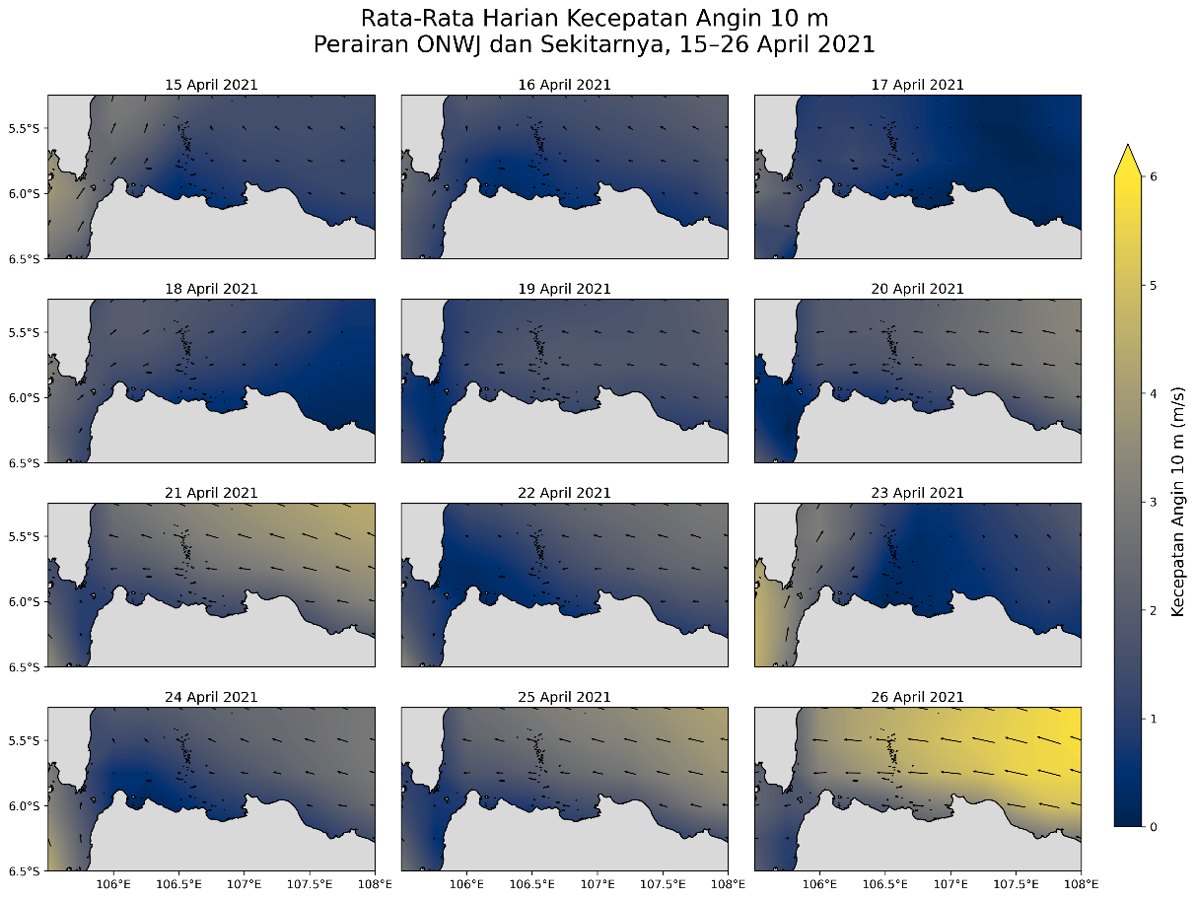 Rata-Rata Harian Kecepatan Angin 10 m
Perairan ONWJ dan Sekitarnya, 15–26 April 2021
15 April 2021
16 April 2021
17 April 2021
5.5°S
6.0°S
6.5°S
18 April 2021
19 April 2021
20 April 2021
5.5°S
6.0°S
6.5°S
21 April 2021
22 April 2021
23 April 2021
5.5°S
6.0°S
6.5°S
24 April 2021
25 April 2021
26 April 2021
5.5°S
6.0°S
6.5°S
106°E 106.5°E 107°E 107.5°E 108°E
106°E 106.5°E 107°E 107.5°E 108°E
106°E 106.5°E 107°E 107.5°E 108°E
6
5
4
3
2
1
0
Kecepatan Angin 10 m (m/s)